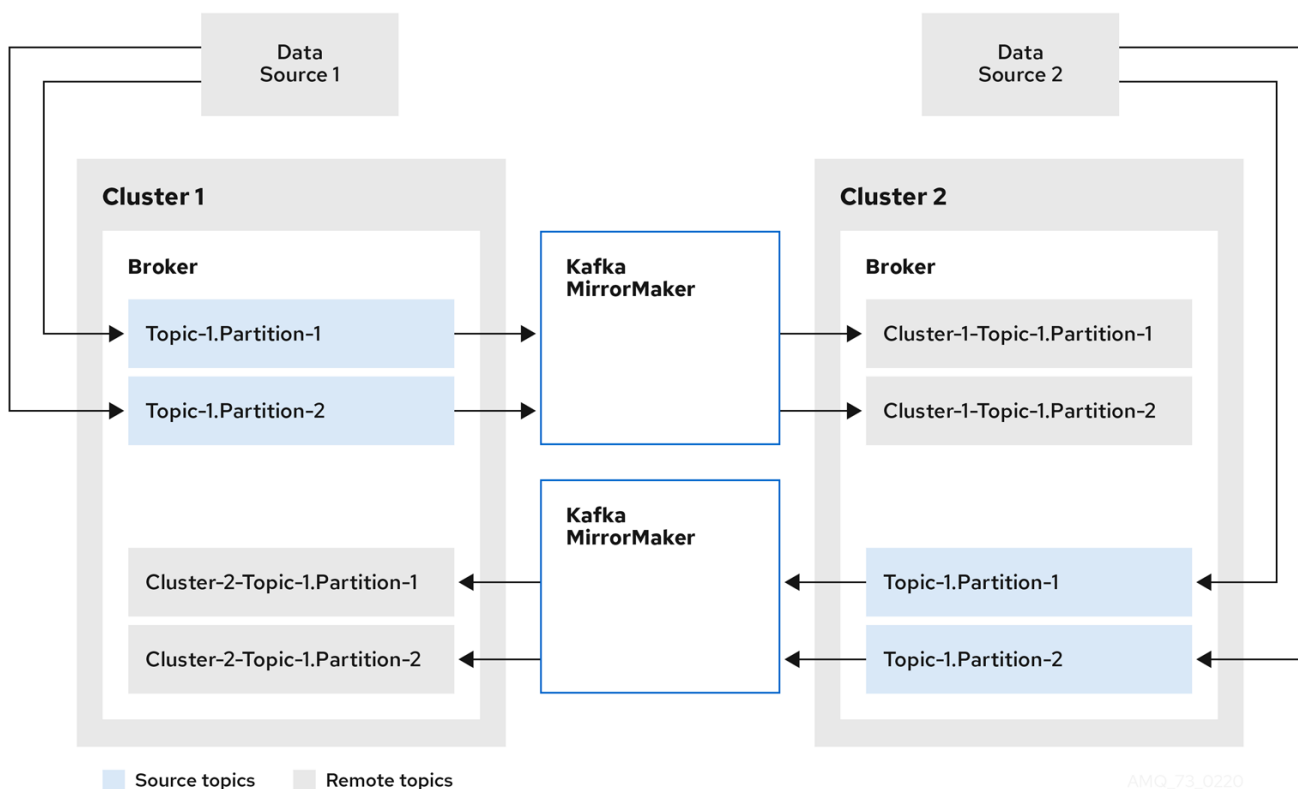 Data
Source 1
Data
Source 2
Cluster 1
Broker
Topic-1.Partition-1
Topic-1.Partition-2
Cluster-2-Topic-1.Partition-1
Cluster-2-Topic-1.Partition-2
Kafka
MirrorMaker
Kafka
MirrorMaker
Cluster 2
Broker
Cluster-1-Topic-1.Partition-1
Cluster-1-Topic-1.Partition-2
Topic-1.Partition-1
Topic-1.Partition-2
Source topics
Remote topics
AMQ_73_0220